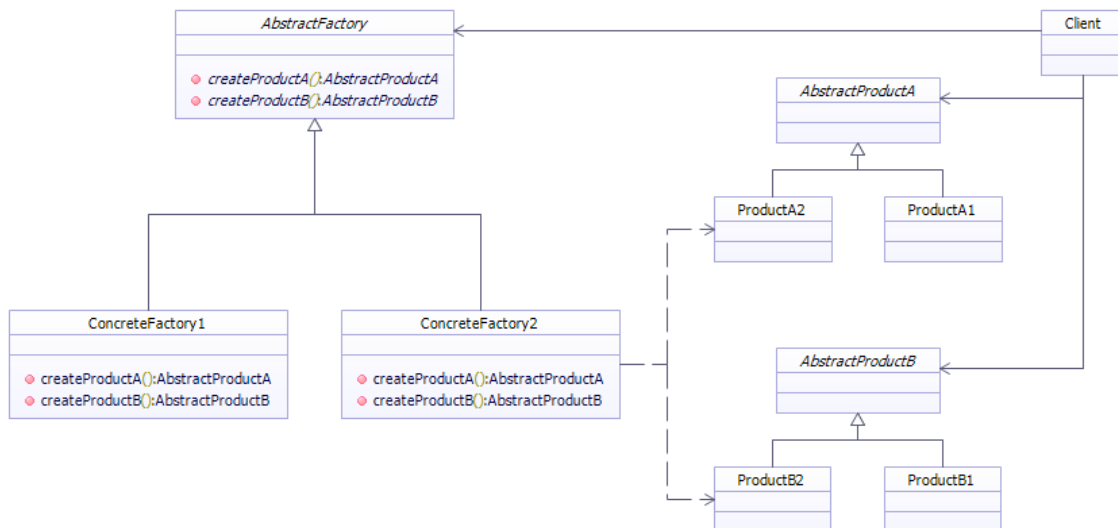 AbstractFactory
createProductA():AbstractProductA
createProductB():AbstractProductB
Client
AbstractProductA
ProductA2
ProductA1
ConcreteFactory1
createProductA():AbstractProductA
createProductB():AbstractProductB
ConcreteFactory2
createProductA():AbstractProductA
createProductB():AbstractProductB
AbstractProductB
ProductB2
ProductB1